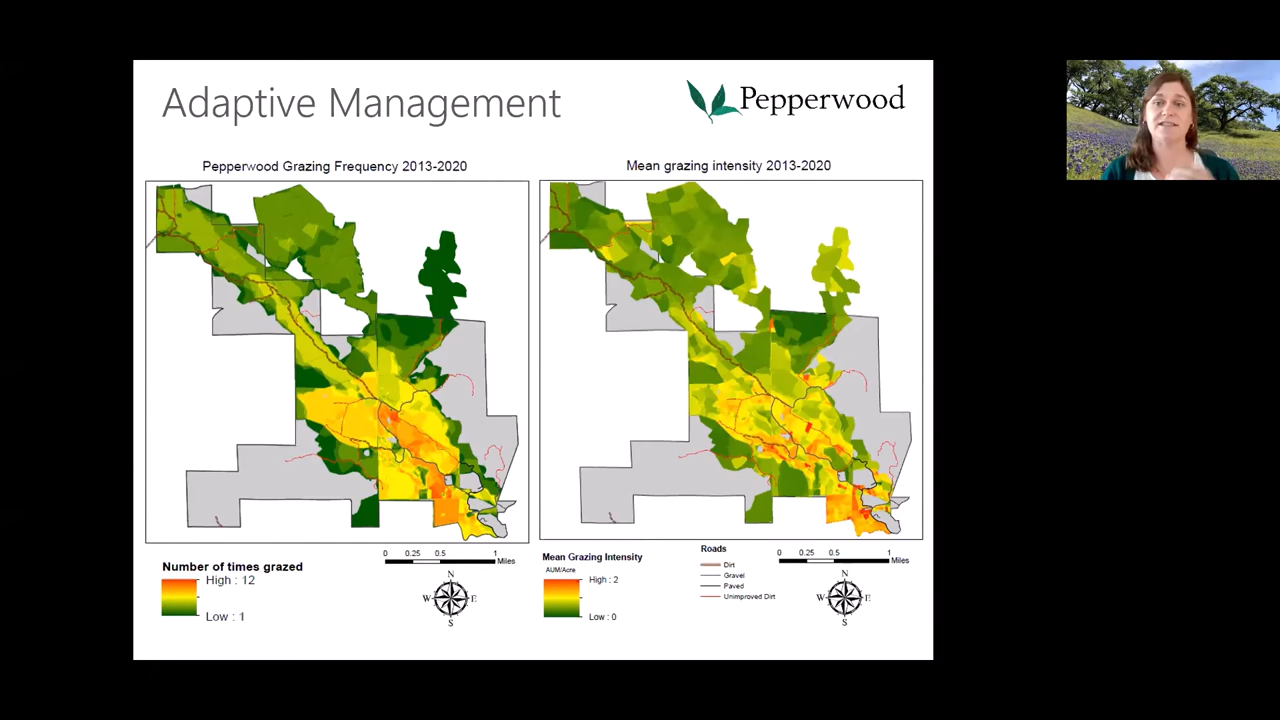 Adaptive Management
Pepperwood
Pepperwood Grazing Frequency 2013-2020
Mean grazing intensity 2013-2020
Number of times grazed
High : 12
Low : 1
0 0.25 0.5 1
Miles
N
W E
S
Mean Grazing Intensity
AUM/Acre
High : 2
Low : 0
Roads
Dirt
Gravel
Paved
Unimproved Dirt
0 0.25 0.5 1
Miles
N
W E
S